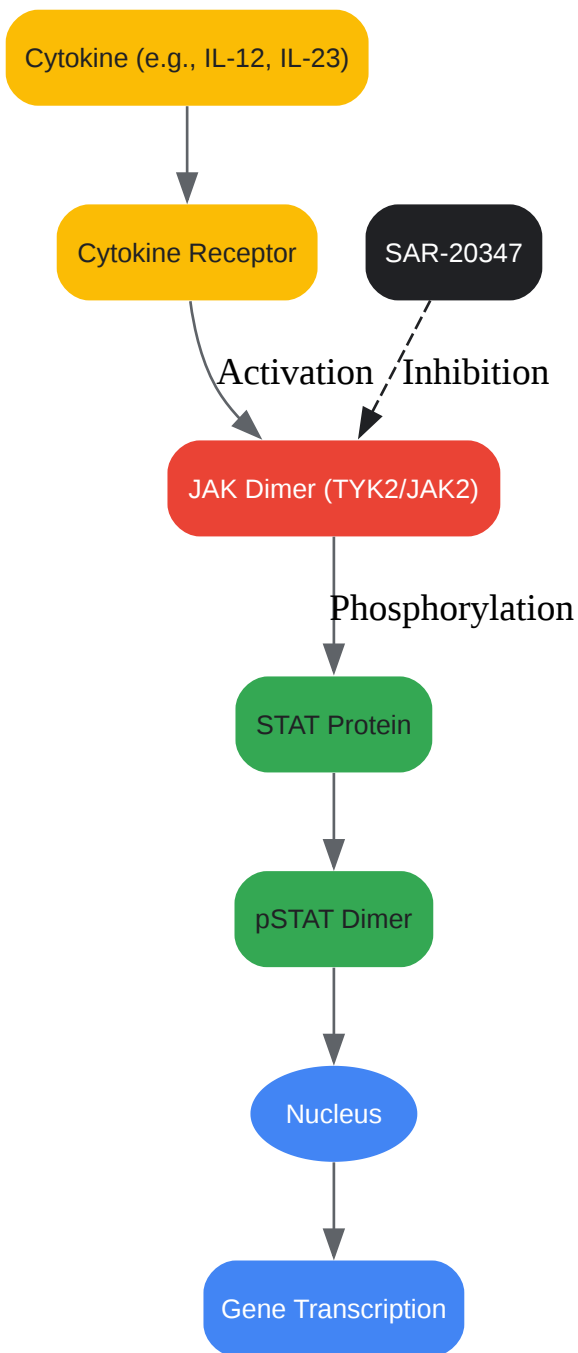 Cytokine (e.g., IL-12, IL-23)
Cytokine Receptor
SAR-20347
Activation
Inhibition
JAK Dimer (TYK2/JAK2)
Phosphorylation
STAT Protein
pSTAT Dimer
Nucleus
Gene Transcription